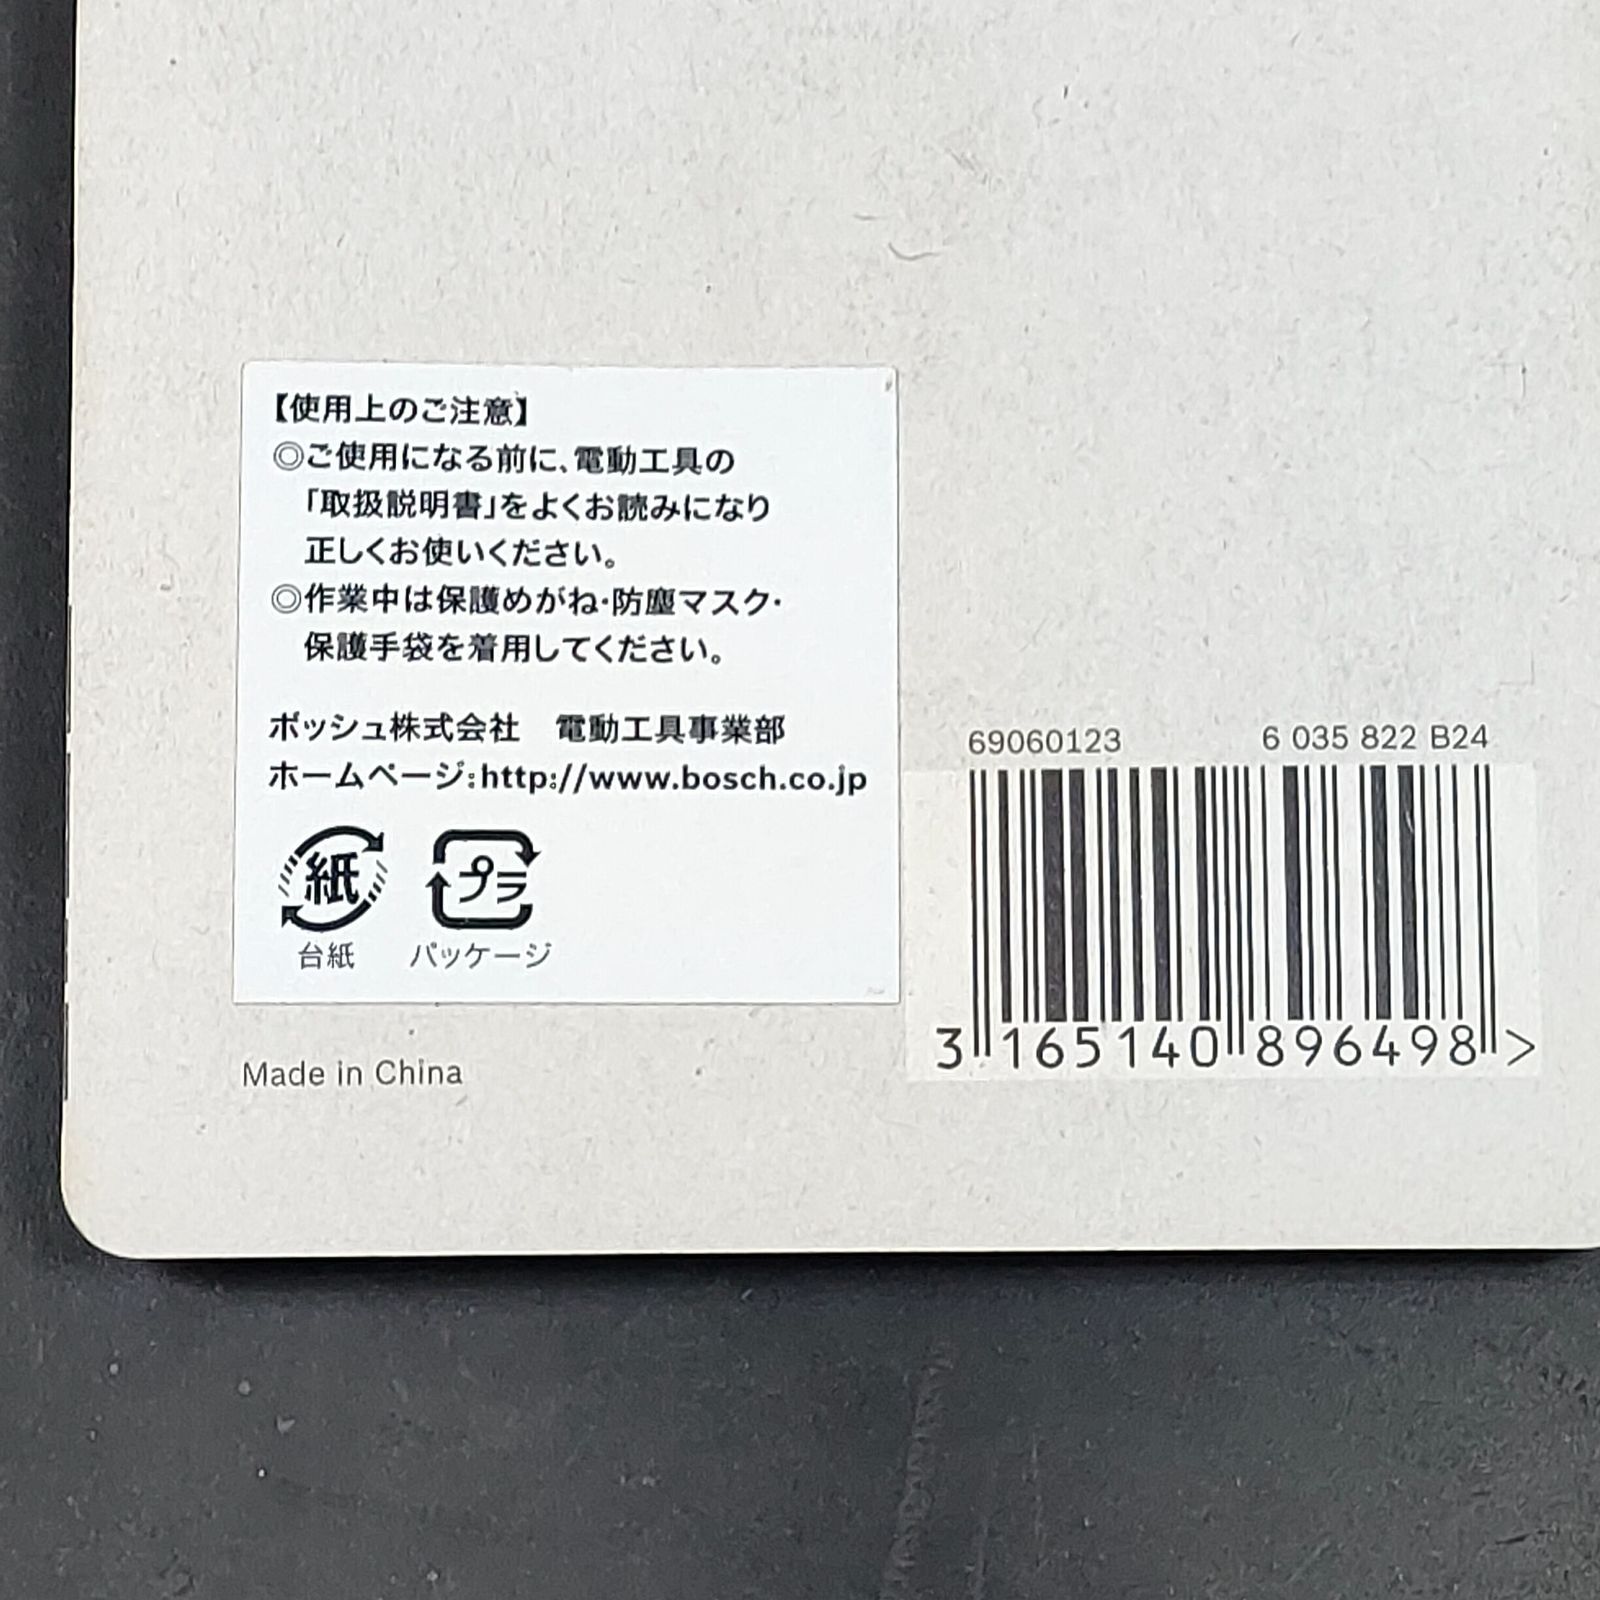 【使用上のご注意】
◎ご使用になる前に、電動工具の
「取扱説明書」をよくお読みになり
正しくお使いください。
◎作業中は保護めがね・防塵マスク・
保護手袋を着用してください。
ボッシュ株式会社　電動工具事業部
ホームページ:http://www.bosch.co.jp
紙 プラ
台紙 パッケージ
Made in China
69060123 6 035 822 B24
3 165140 896498 >